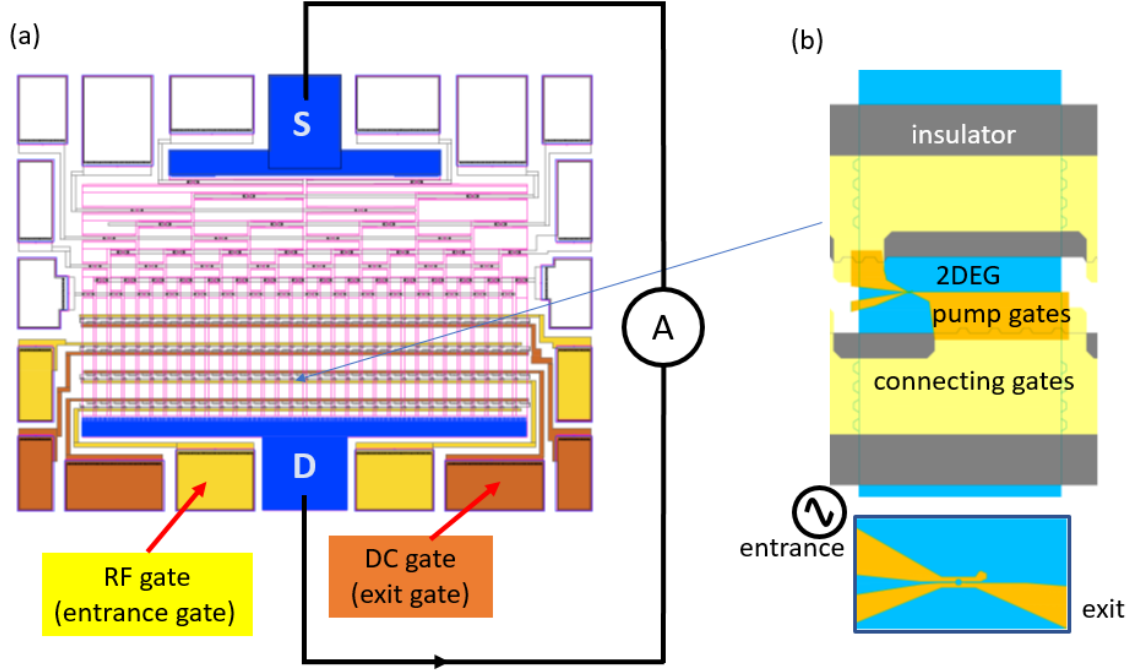 (a)
S
A
D
RF gate
(entrance gate)
DC gate
(exit gate)
(b)
insulator
2DEG
pump gates
connecting gates
entrance
exit